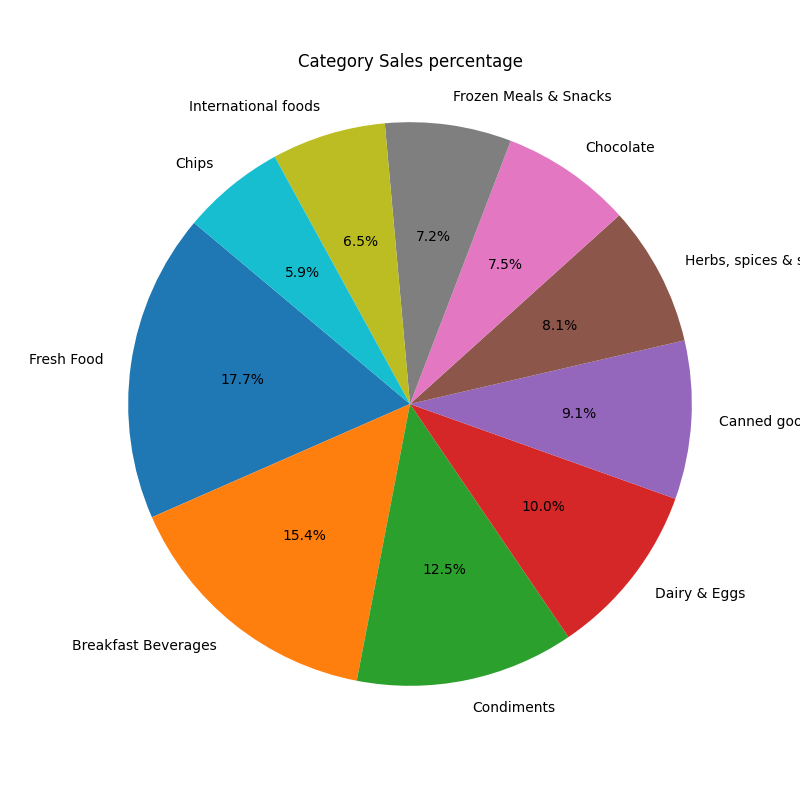 Category Sales percentage
Frozen Meals & Snacks
International foods
Chocolate
Chips
7.2%
6.5%
7.5%
5.9%
Herbs, spices &
8.1%
Fresh Food
17.7%
9.1%
Canned
10.0%
15.4%
12.5%
Dairy & Eggs
Breakfast Beverages
Condiments